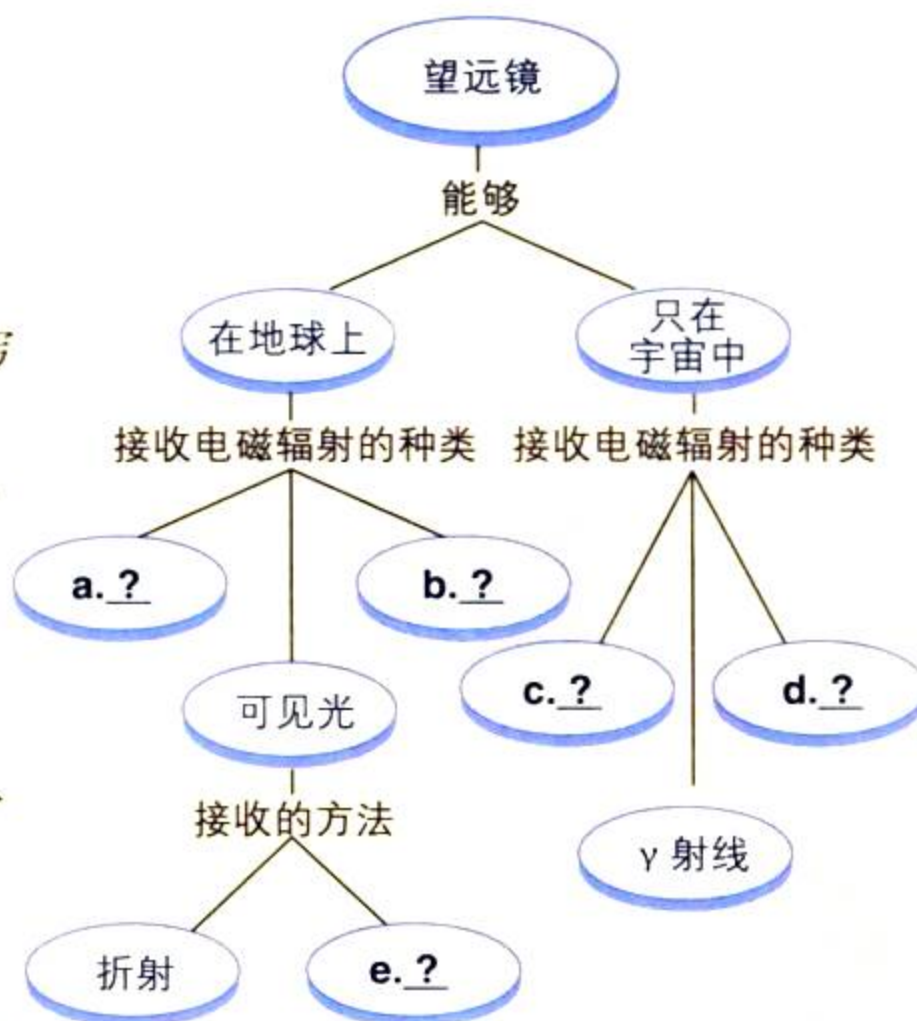 望远镜
能够
在地球上
只在
宇宙中
接收电磁辐射的种类
接收电磁辐射的种类
a. ?
b. ?
c. ?
d. ?
可见光
接收的方法
γ 射线
折射
e. ?